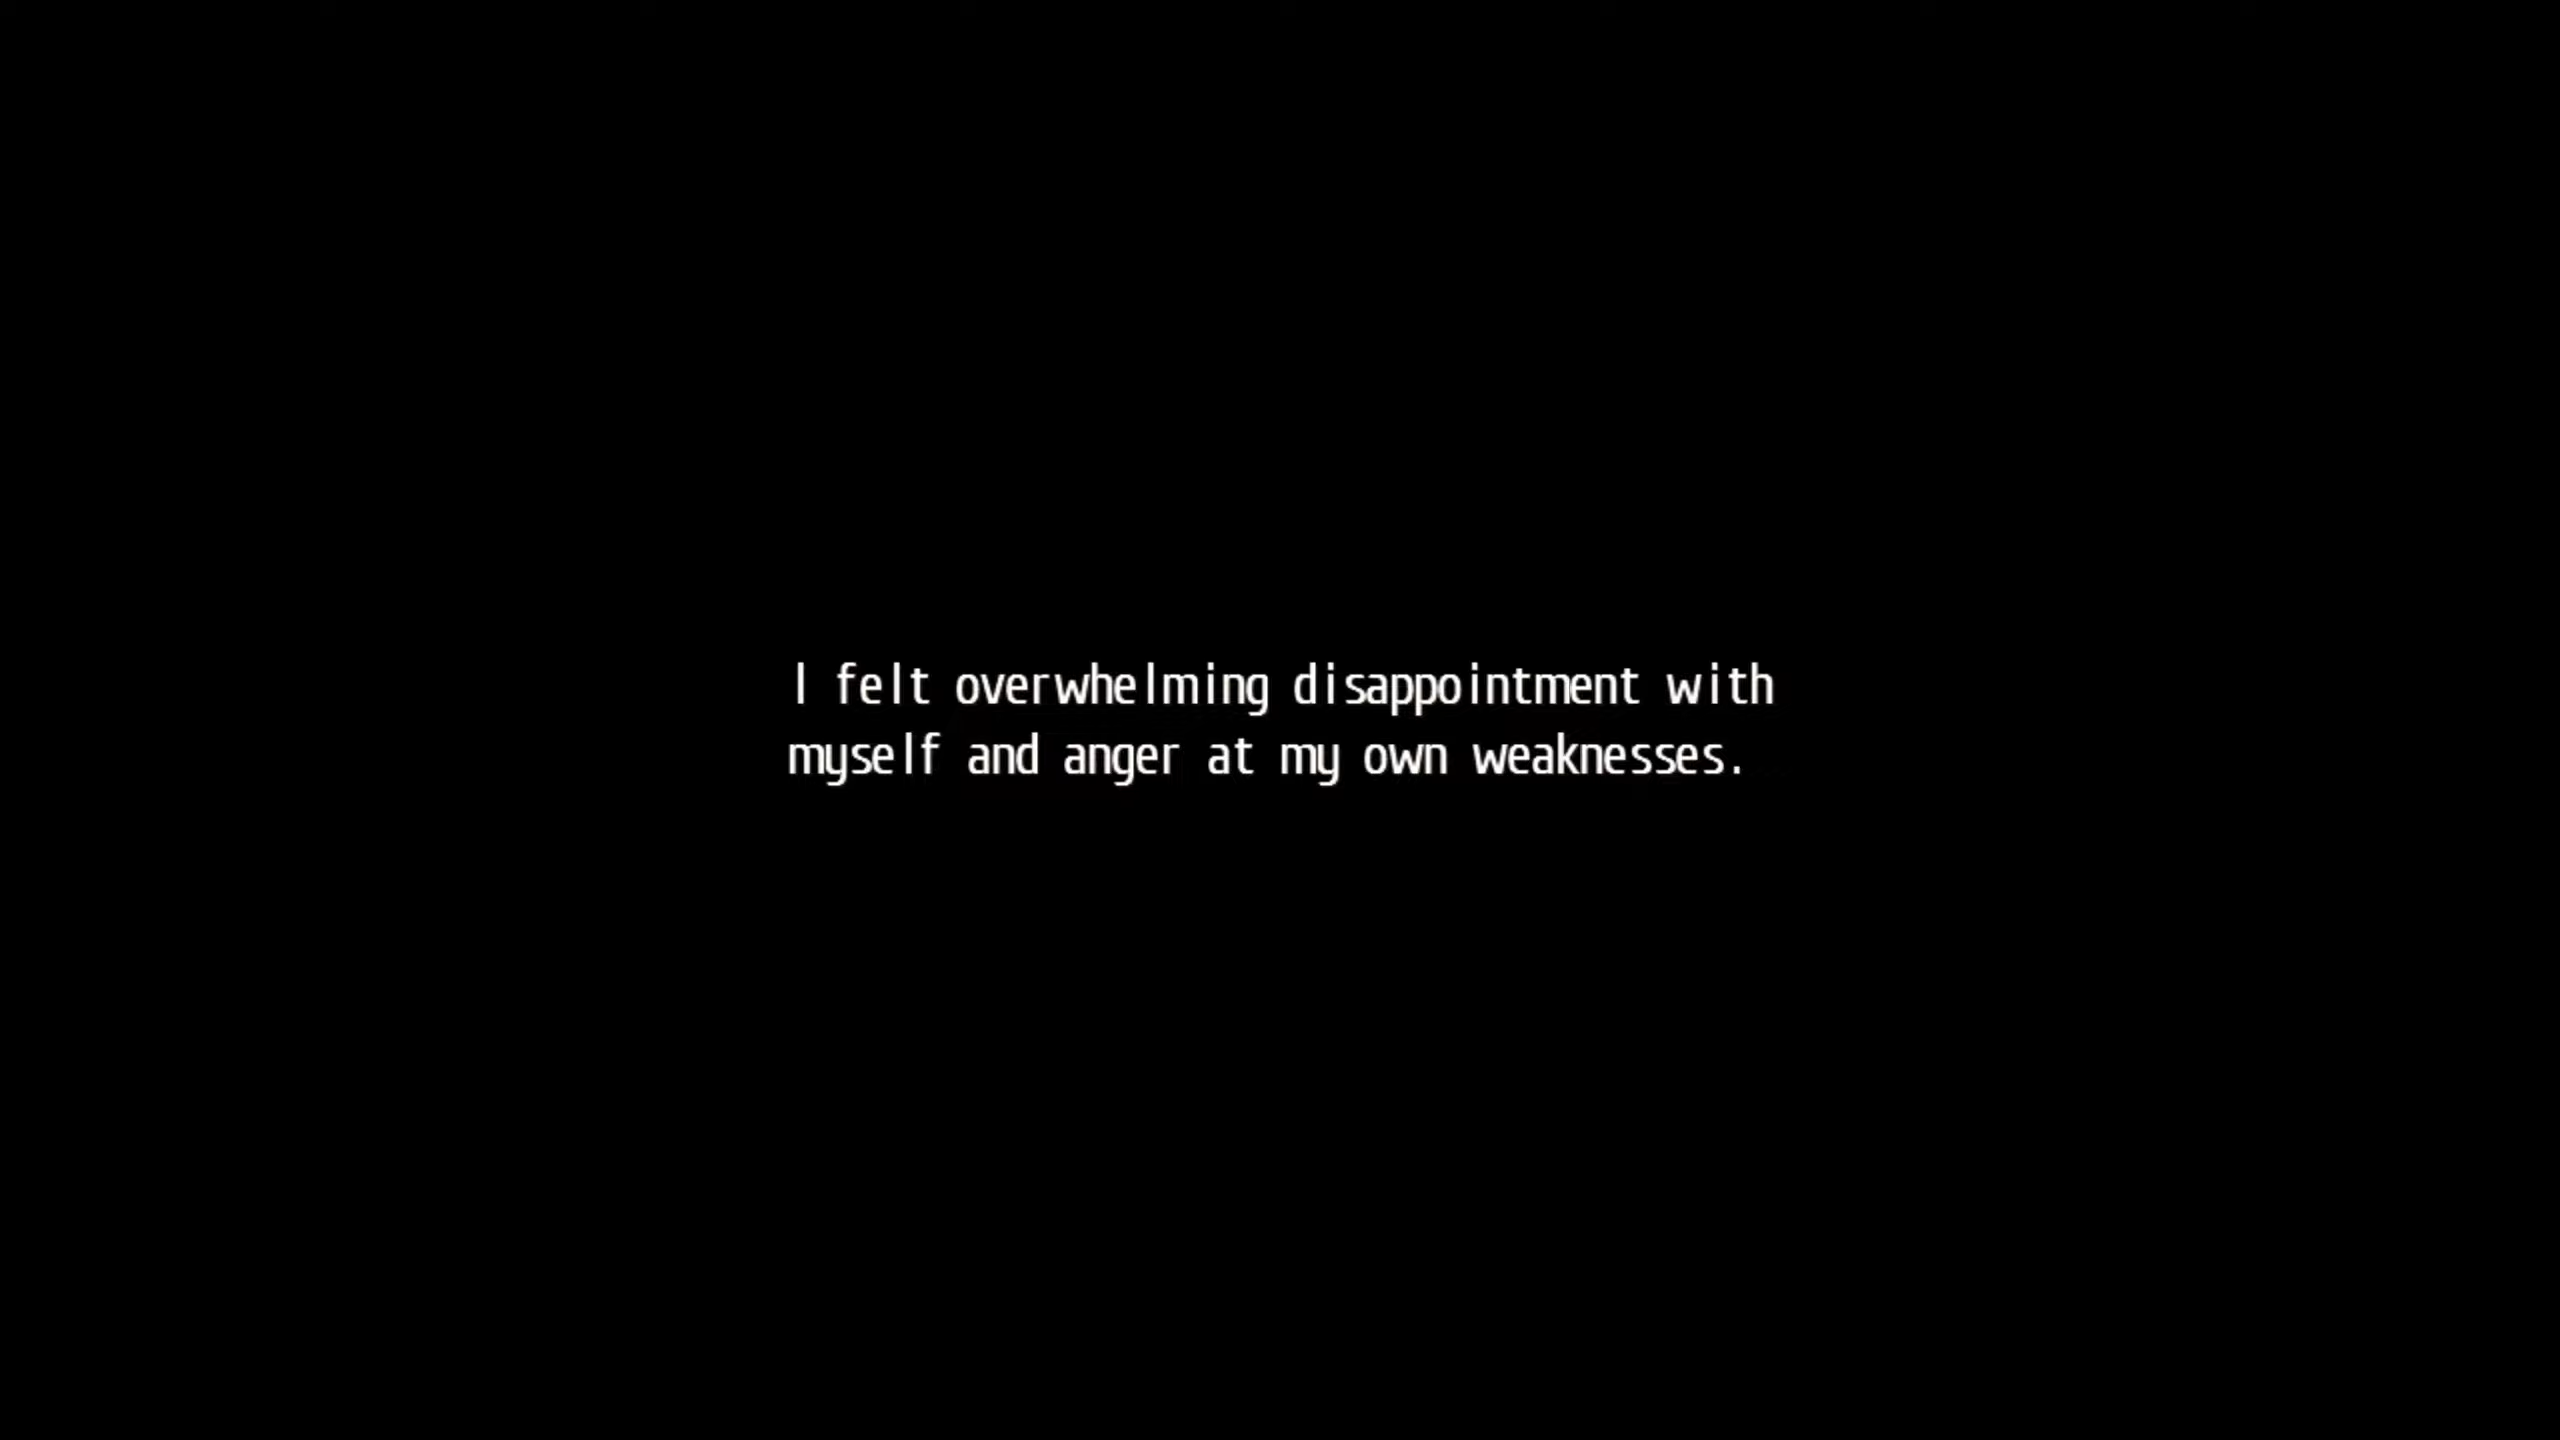 I felt overwhelming disappointment with
myself and anger at my own weaknesses.